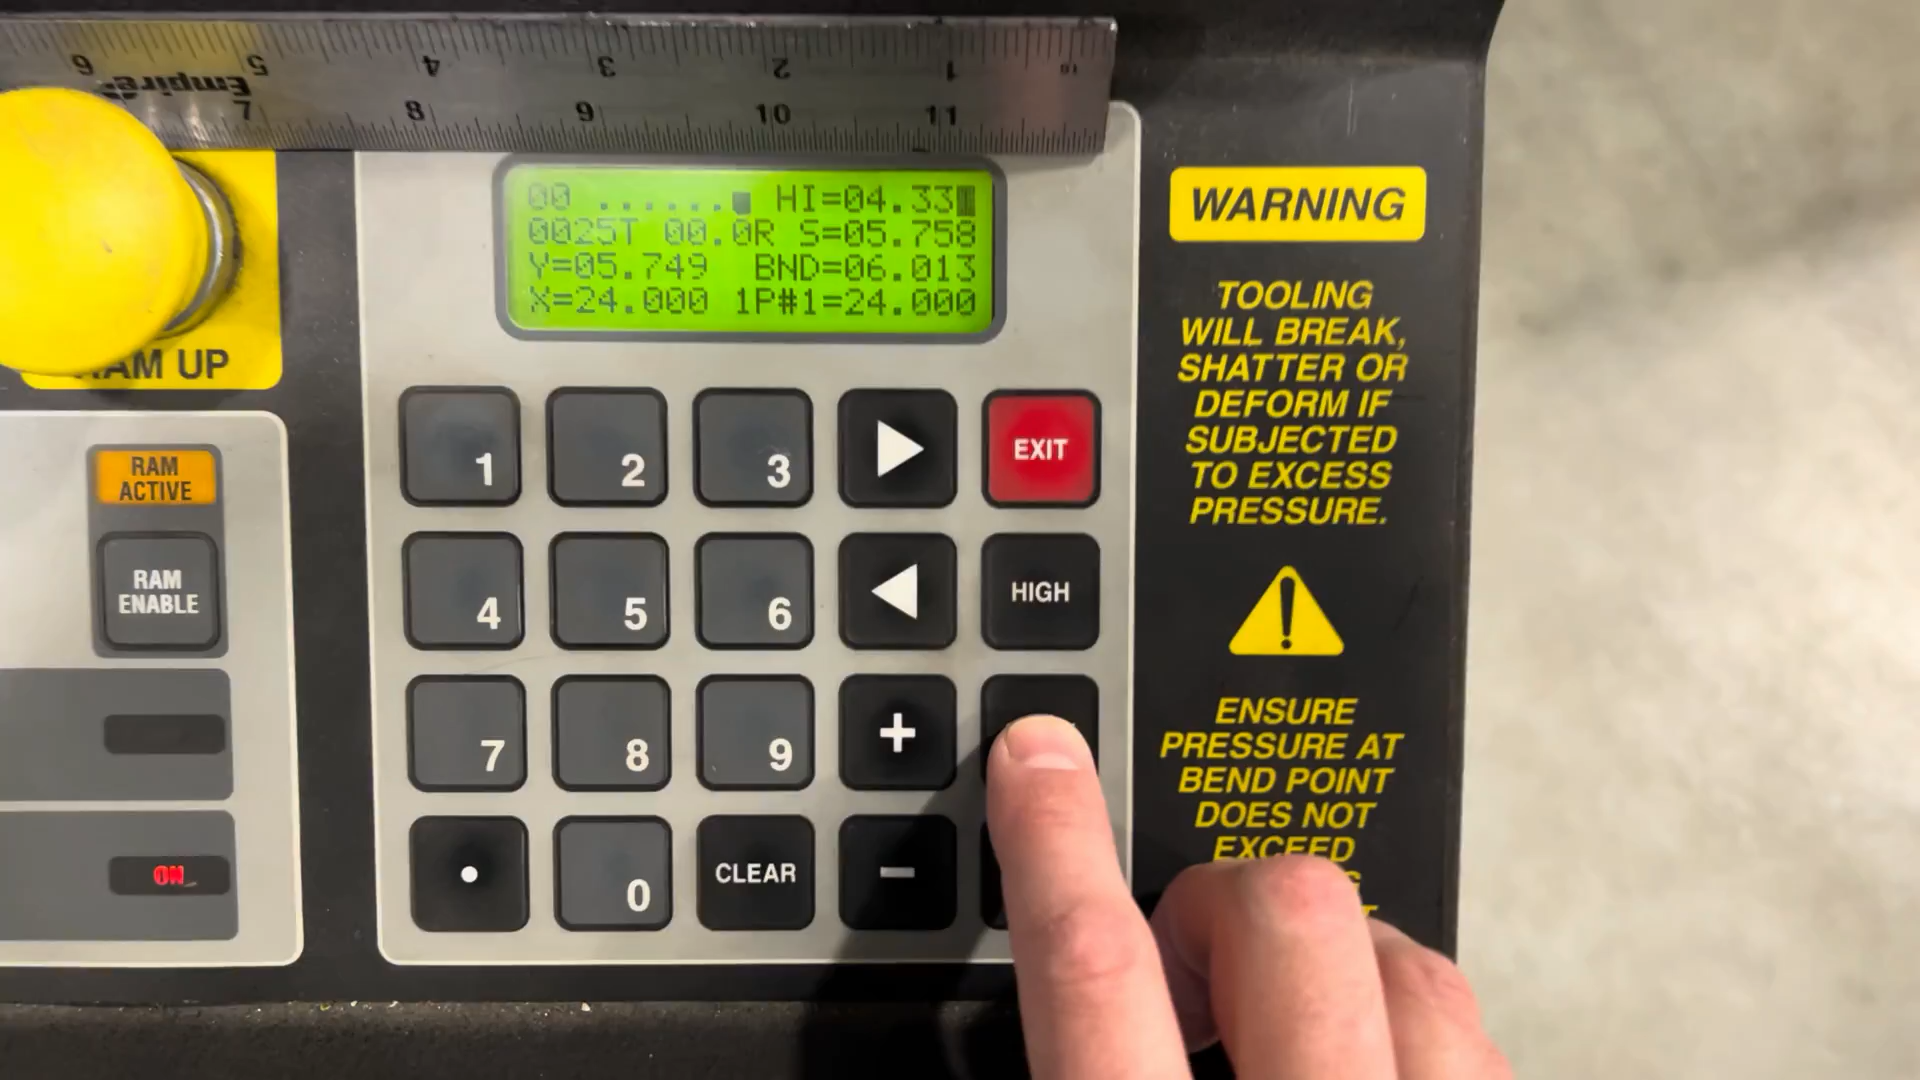 6 5 4 3 2 1 16
Empire
7 8 9 10 11
00 ...... HI=04.33
0025T 00.0R S=05.758
Y=05.749 BND=06.013
X=24.000 1P#1=24.000
RAM UP
RAM
ACTIVE
RAM
ENABLE
ON
1 2 3 EXIT
4 5 6 HIGH
7 8 9 +
. 0 CLEAR -
WARNING
TOOLING
WILL BREAK,
SHATTER OR
DEFORM IF
SUBJECTED
TO EXCESS
PRESSURE.
!
ENSURE
PRESSURE AT
BEND POINT
DOES NOT
EXCEED